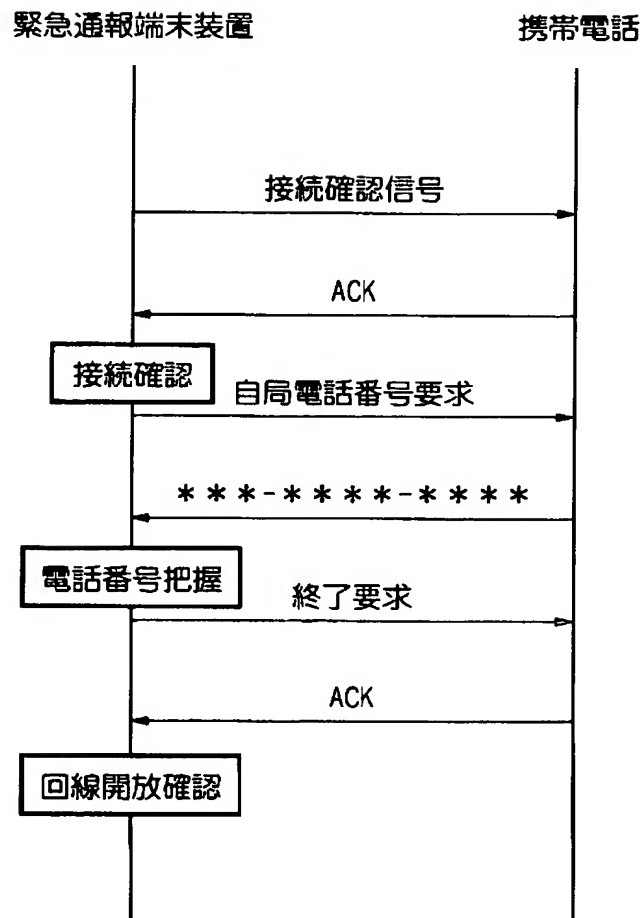 緊急通報端末装置 携帯電話
接続確認信号
ACK
接続確認
自局電話番号要求
***-****-****
電話番号把握
終了要求
ACK
回線開放確認